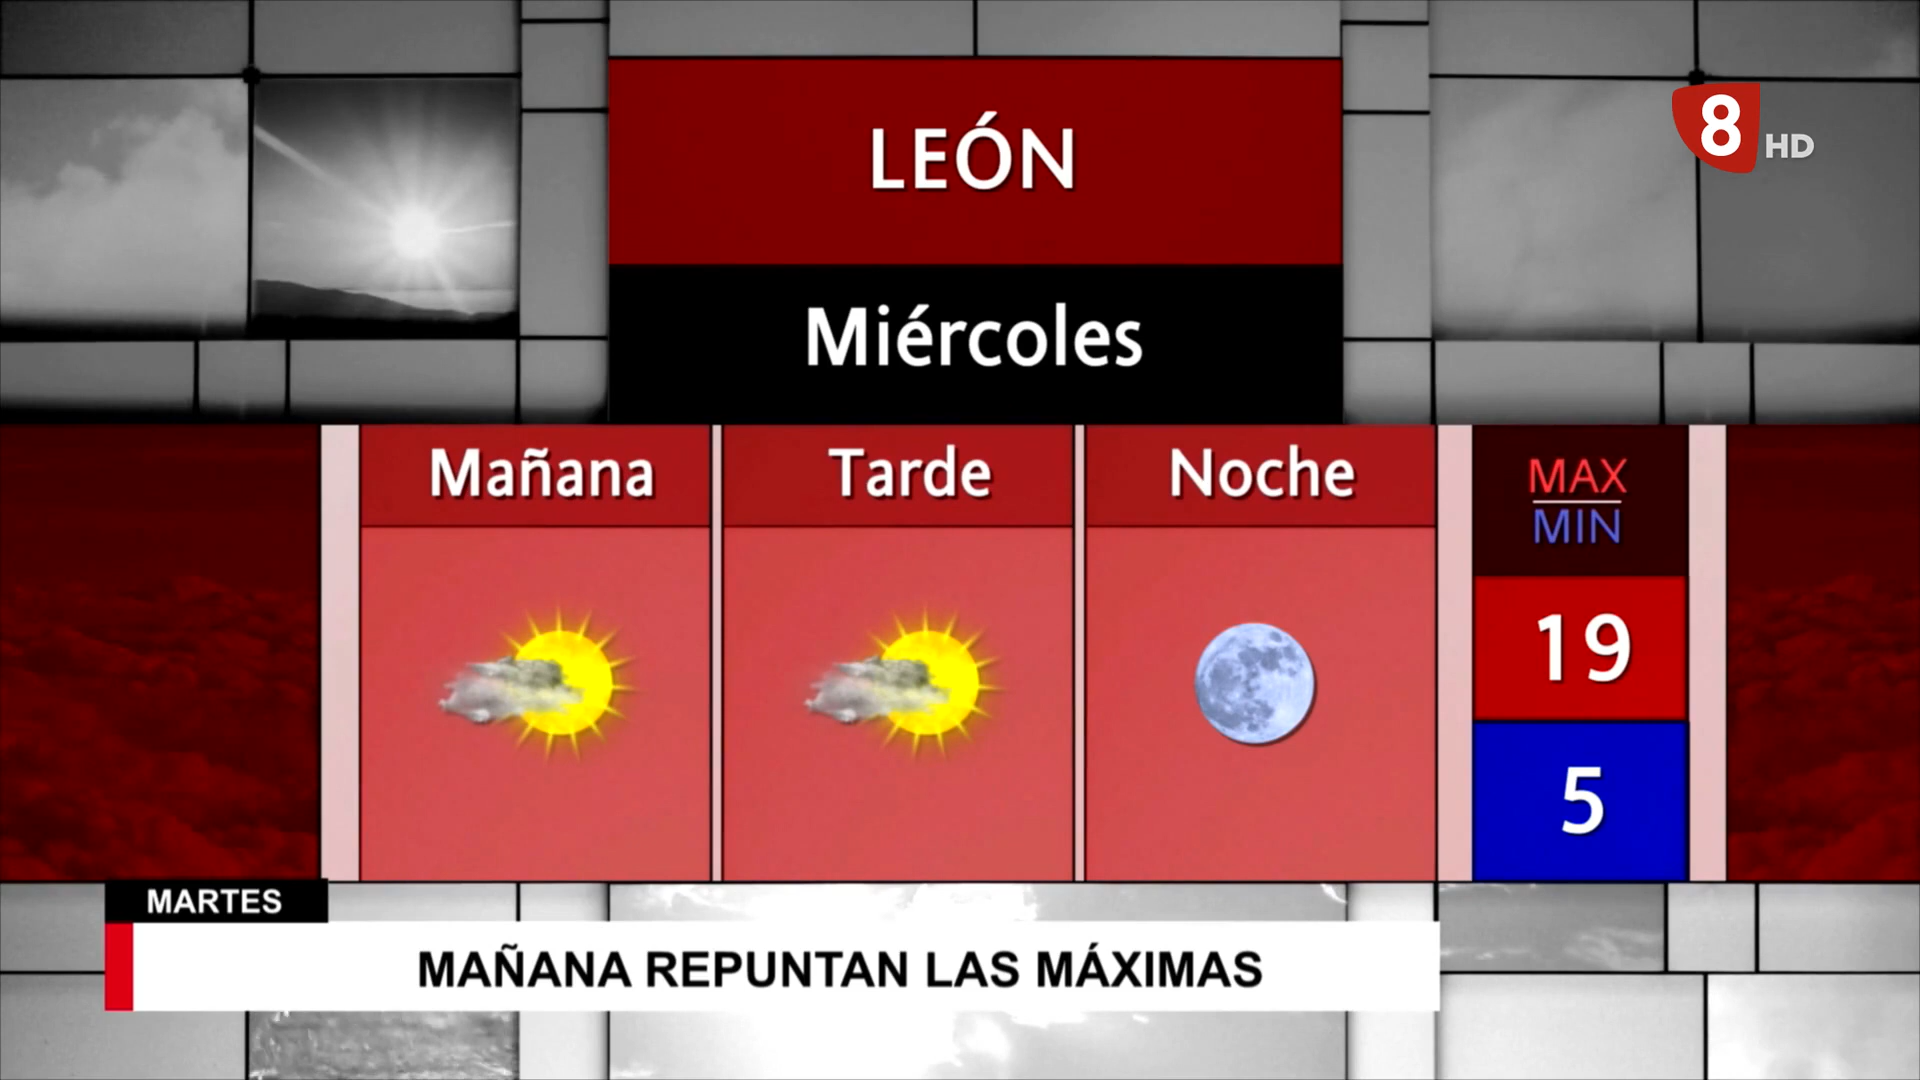 LEÓN
8 HD
Miércoles
Mañana
Tarde
Noche
MAX
MIN
19
5
MARTES
MAÑANA REPUNTAN LAS MÁXIMAS